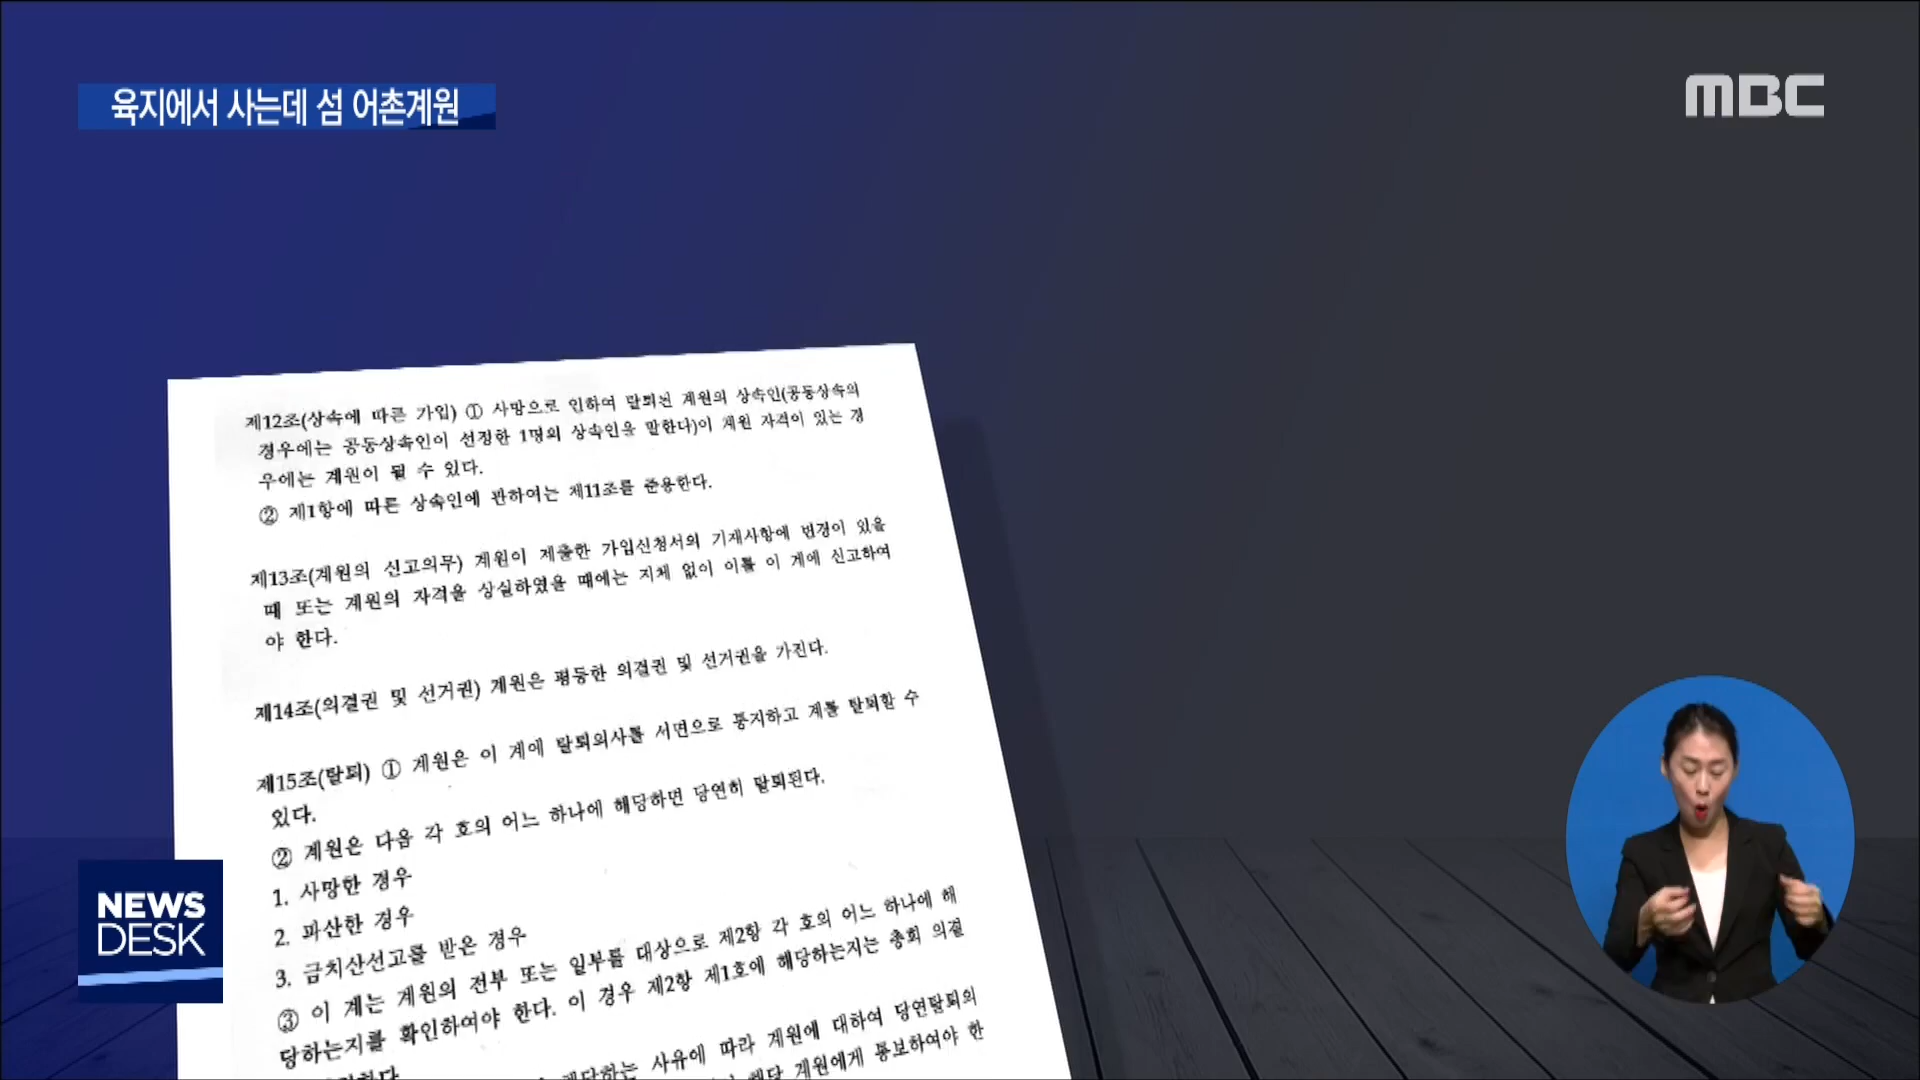 육지에서 사는데 섬 어촌계원
MBC
제12조(상속에 따른 가입) ① 사망으로 인하여 탈퇴된 계원의 상속인(공동상속의
경우에는 공동상속인이 선정한 1명의 상속인을 말한다)이 계원 자격이 있는 경
우에는 계원이 될 수 있다.
② 제1항에 따른 상속인에 관하여는 제11조를 준용한다.
제13조(계원의 신고의무) 계원이 제출한 가입신청서의 기재사항에 변경이 있을
때 또는 계원의 자격을 상실하였을 때에는 지체 없이 이를 이 계에 신고하여
야 한다.
제14조(의결권 및 선거권) 계원은 평등한 의결권 및 선거권을 가진다.
제15조(탈퇴) ① 계원은 이 계에 탈퇴의사를 서면으로 통지하고 계를 탈퇴할 수
있다.
② 계원은 다음 각 호의 어느 하나에 해당하면 당연히 탈퇴된다.
1. 사망한 경우
2. 파산한 경우
3. 금치산선고를 받은 경우
③ 이 계는 계원의 전부 또는 일부를 대상으로 제2항 각 호의 어느 하나에 해
당하는지를 확인하여야 한다. 이 경우 제2항 제1호에 해당하는지는 총회 의결
해당하는 사유에 따라 계원에 대하여 당연탈퇴의
해당 계원에게 통보하여야 한
NEWS
DESK